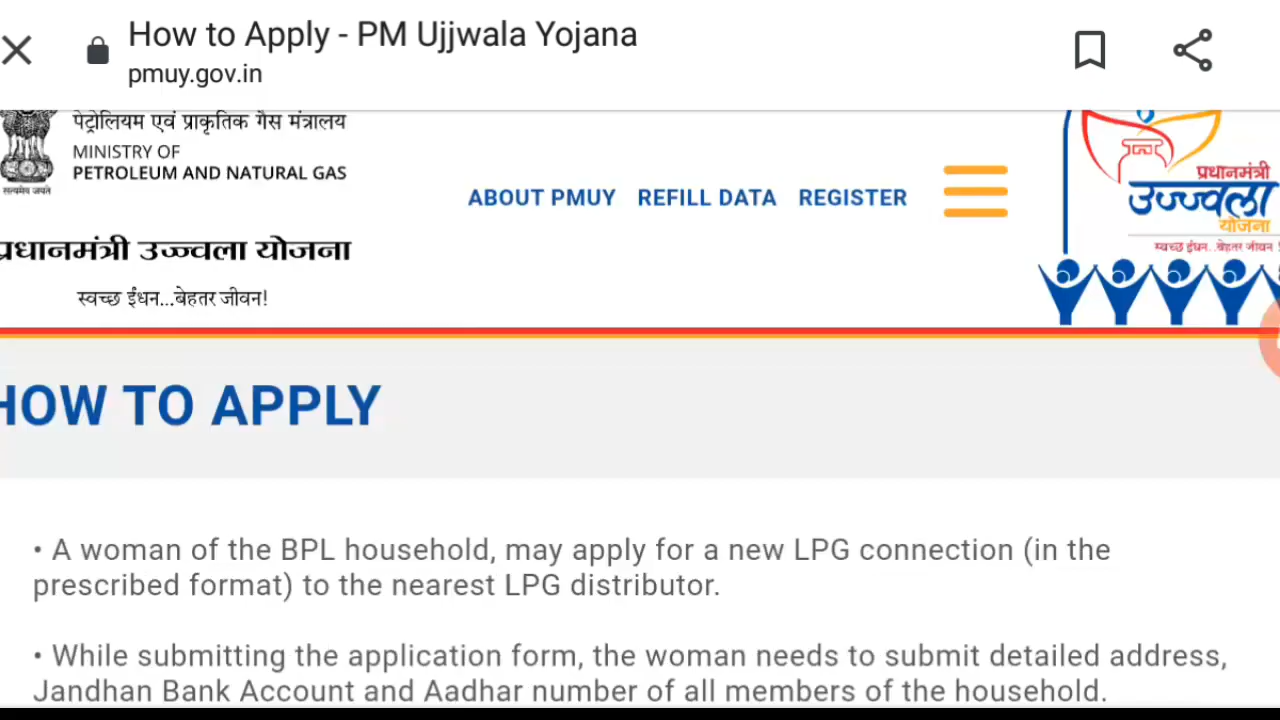 How to Apply - PM Ujjwala Yojana
pmuy.gov.in
पेट्रोलियम एवं प्राकृतिक गैस मंत्रालय
MINISTRY OF
PETROLEUM AND NATURAL GAS
सत्यमेव जयते
ABOUT PMUY REFILL DATA REGISTER
प्रधानमंत्री
उज्ज्वला
योजना
स्वच्छ ईंधन..बेहतर जीवन !
प्रधानमंत्री उज्ज्वला योजना
स्वच्छ ईंधन...बेहतर जीवन!
HOW TO APPLY
• A woman of the BPL household, may apply for a new LPG connection (in the
prescribed format) to the nearest LPG distributor.
• While submitting the application form, the woman needs to submit detailed address,
Jandhan Bank Account and Aadhar number of all members of the household.